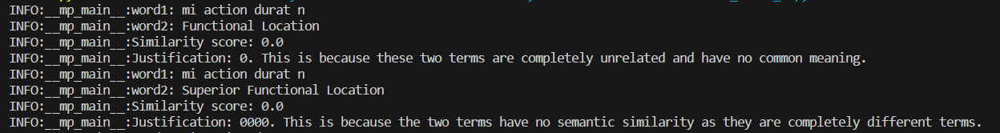 INFO:__mp_main__:word1: mi action durat n
INFO:__mp_main__:word2: Functional Location
INFO:__mp_main__:Similarity score: 0.0
INFO:__mp_main__:Justification: 0. This is because these two terms are completely unrelated and have no common meaning.
INFO:__mp_main__:word1: mi action durat n
INFO:__mp_main__:word2: Superior Functional Location
INFO:__mp_main__:Similarity score: 0.0
INFO:__mp_main__:Justification: 0000. This is because the two terms have no semantic similarity as they are completely different terms.